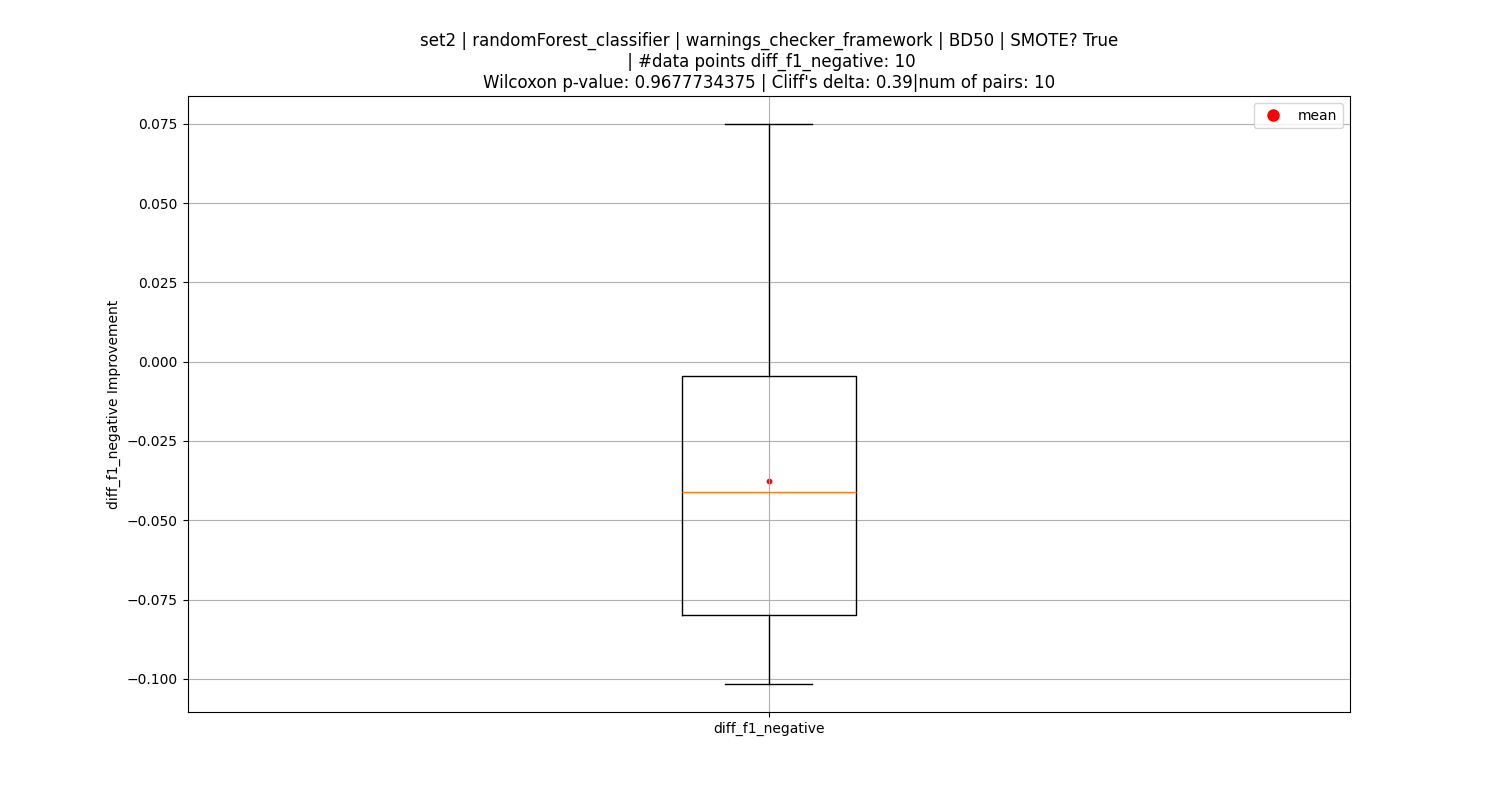 set2 | randomForest_classifier | warnings_checker_framework | BD50 | SMOTE? True
| #data points diff_f1_negative: 10
Wilcoxon p-value: 0.9677734375 | Cliff's delta: 0.39|num of pairs: 10
mean
0.075
0.050
0.025
0.000
−0.025
−0.050
−0.075
−0.100
diff_f1_negative Improvement
diff_f1_negative